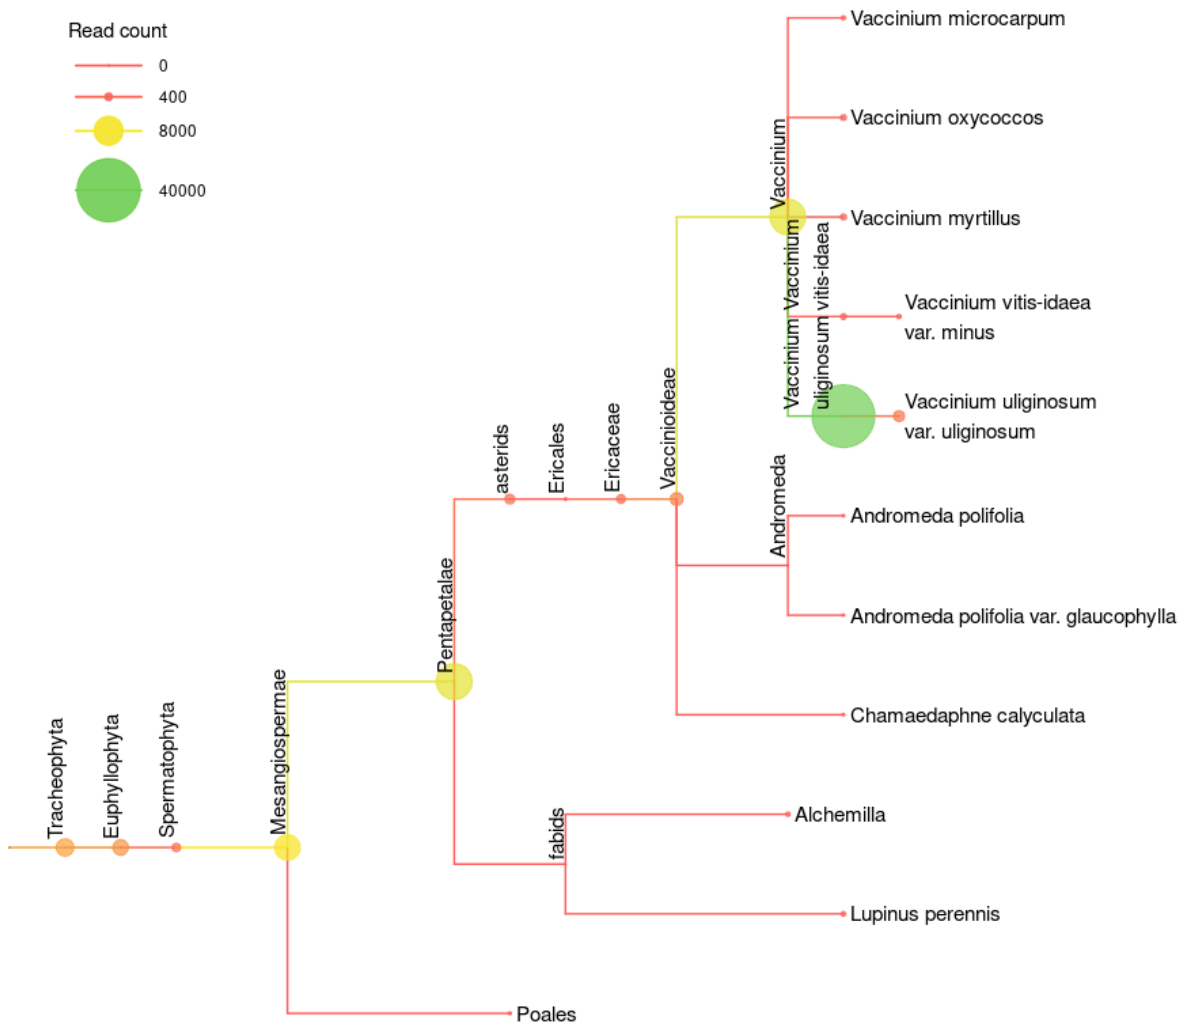 Read count
0
400
8000
40000
Vaccinium microcarpum
Vaccinium oxycoccos
Vaccinium
Vaccinium myrtillus
Vaccinium
vitis-idaea
Vaccinium vitis-idaea
var. minus
Vaccinium
uliginosum
Vaccinium uliginosum
var. uliginosum
asterids
Ericales
Ericaceae
Vaccinioideae
Andromeda
Andromeda polifolia
Andromeda polifolia var. glaucophylla
Pentapetalae
Chamaedaphne calyculata
Tracheophyta
Euphyllophyta
Spermatophyta
Mesangiospermae
fabids
Alchemilla
Lupinus perennis
Poales